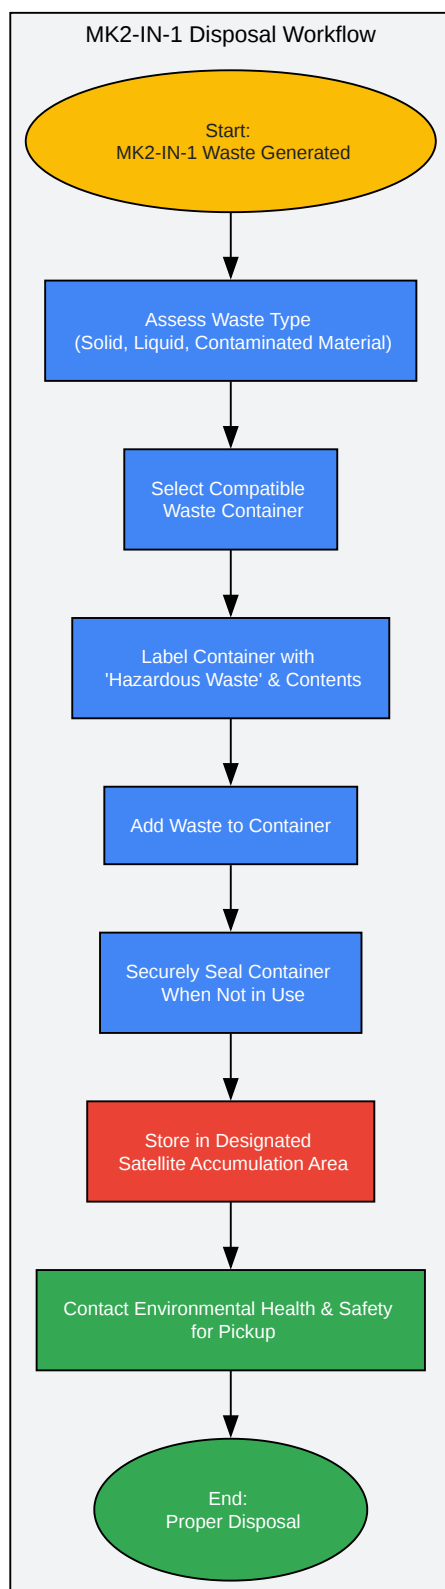 MK2-IN-1 Disposal Workflow
Start:
MK2-IN-1 Waste Generated
Assess Waste Type
(Solid, Liquid, Contaminated Material)
Select Compatible
Waste Container
Label Container with
'Hazardous Waste' & Contents
Add Waste to Container
Securely Seal Container
When Not in Use
Store in Designated
Satellite Accumulation Area
Contact Environmental Health & Safety
for Pickup
End:
Proper Disposal